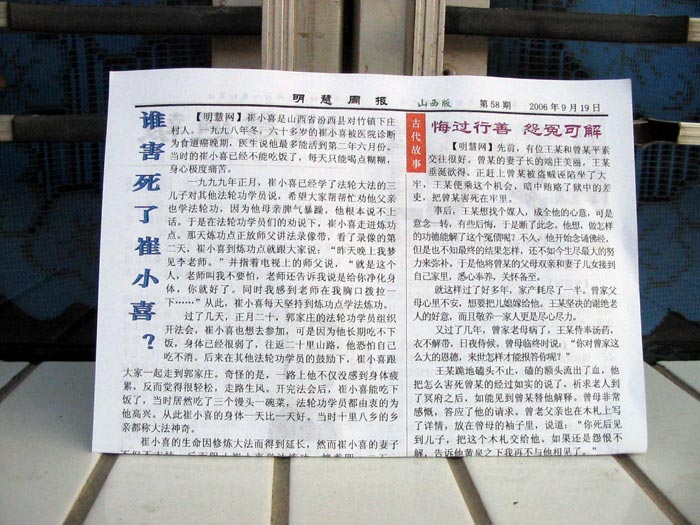 明慧周报
山西版
第58期
2006年9月19日
谁害死了崔小喜？
【明慧网】崔小喜是山西省汾西县对竹镇下庄
村人。一九九八年冬，六十多岁的崔小喜被医院诊断
为食道癌晚期，医生说他最多能活到第二年六月份。
当时的崔小喜已经不能吃饭了，每天只能喝点糊糊，
身心极度痛苦。
一九九九年正月，崔小喜已经学了法轮大法的三
儿子对其他法轮功学员说，希望大家帮帮忙劝他父亲
也学法轮功，因为他母亲脾气暴躁，他根本说不上
话。于是在法轮功学员们的劝说下，崔小喜走进炼功
点。那天炼功点正放师父讲法录像带，看了录像的第
二天，崔小喜到炼功点就跟大家说：“昨天晚上我梦
见李老师。”并指着电视上的师父说，“就是这个
人，老师叫我不要怕，老师还告诉我说是给你净化身
体，你就好了。同时我感到老师在我胸口拨拉一
下……”从此，崔小喜每天坚持到炼功点学法炼功。
过了几天，正月二十，郭家庄的法轮功学员组织
开法会，崔小喜也想去参加，可是因为他长期吃不下
饭，身体已经很弱了，往返二十里山路，他恐怕自己
吃不消。后来在其他法轮功学员的鼓励下，崔小喜跟
大家一起走到郭家庄。奇怪的是，一路上他不仅没感到身体疲
累，反而觉得很轻松，走路生风。开完法会后，崔小喜能吃下
饭了，当时居然吃了三个馒头一碗菜，法轮功学员都由衷的为
他高兴。从此崔小喜的身体一天比一天好。当时十里八乡的乡
亲都称大法神奇。
崔小喜的生命因修炼大法而得到延长，然而崔小喜的妻子
古代故事
悔过行善 怨冤可解
【明慧网】先前，有位王某和曾某平素
交往很好。曾某的妻子长的端庄美丽，王某
垂涎欲得。正赶上曾某被盗贼诬陷坐了大
牢，王某便乘这个机会，暗中贿赂了狱中的差
吏，把曾某害死在牢里。
事后，王某想找个媒人，成全他的心意，可是
意念一转，有些后悔，于是断了此念。他想，做怎样
的功德能解了这个冤债呢？不久，他开始念诵佛经，
但是也不知最终的结果怎样，还不如今生尽最大的努
力来弥补。于是他将曾某的父母双亲和妻子儿女接到
自己家里，悉心奉养，关怀备至。
就这样过了好多年，家产耗尽了一半。曾家父
母心里不安，想要把儿媳嫁给他。王某坚决的谢绝老
人的好意，而且敬养一家人更是尽心尽力。
又过了几年，曾家老母病了，王某侍奉汤药，
衣不解带，日夜侍候，曾母临终时说：“你对曾家这
么大的恩德，来世怎样才能报答你呢？”
王某跪地磕头不止，磕的额头流出了血，他
把怎么害死曾某的经过如实的说了，祈求老人到
了冥府之后，如能见到曾某替他解释，曾母非常
感慨，答应了他的请求。曾老父亲也在木札上写
了详情，放在曾母的袖子里，说道：“你死后见
到儿子，把这个木札交给他。如果还是怨恨不
解，告诉他黄泉之下我再不与他相见了。”